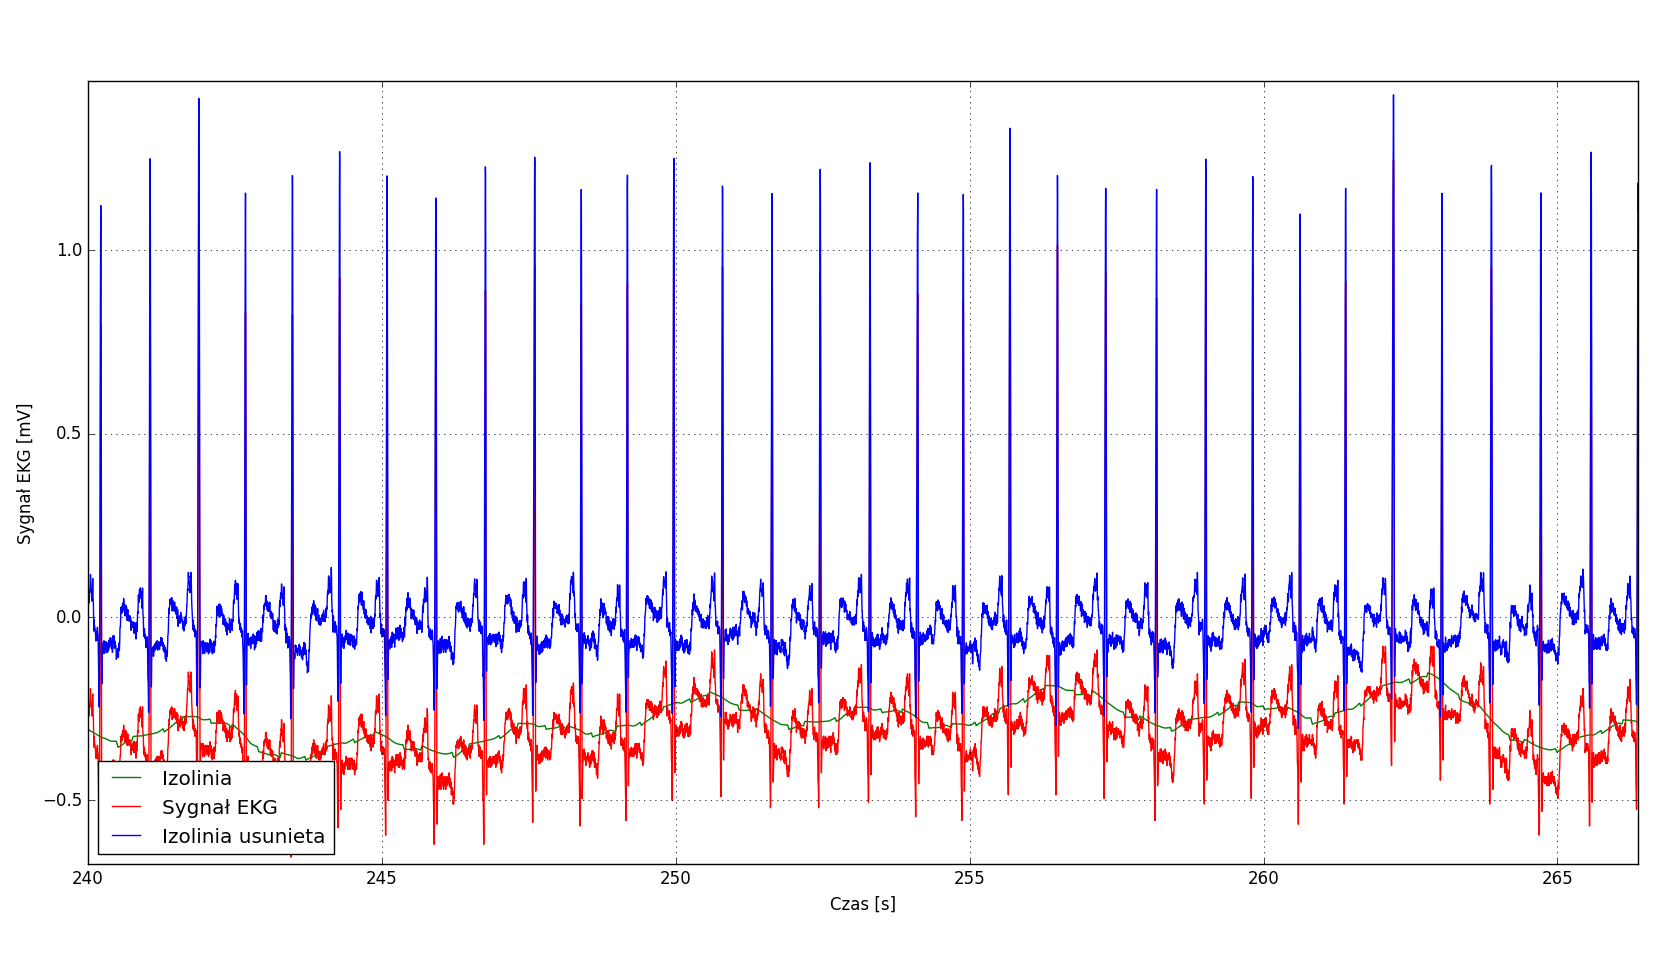 Sygnał EKG [mV]
1.0
0.5
0.0
−0.5
Izolinia
Sygnał EKG
Izolinia usunieta
240 245 250 255 260 265
Czas [s]